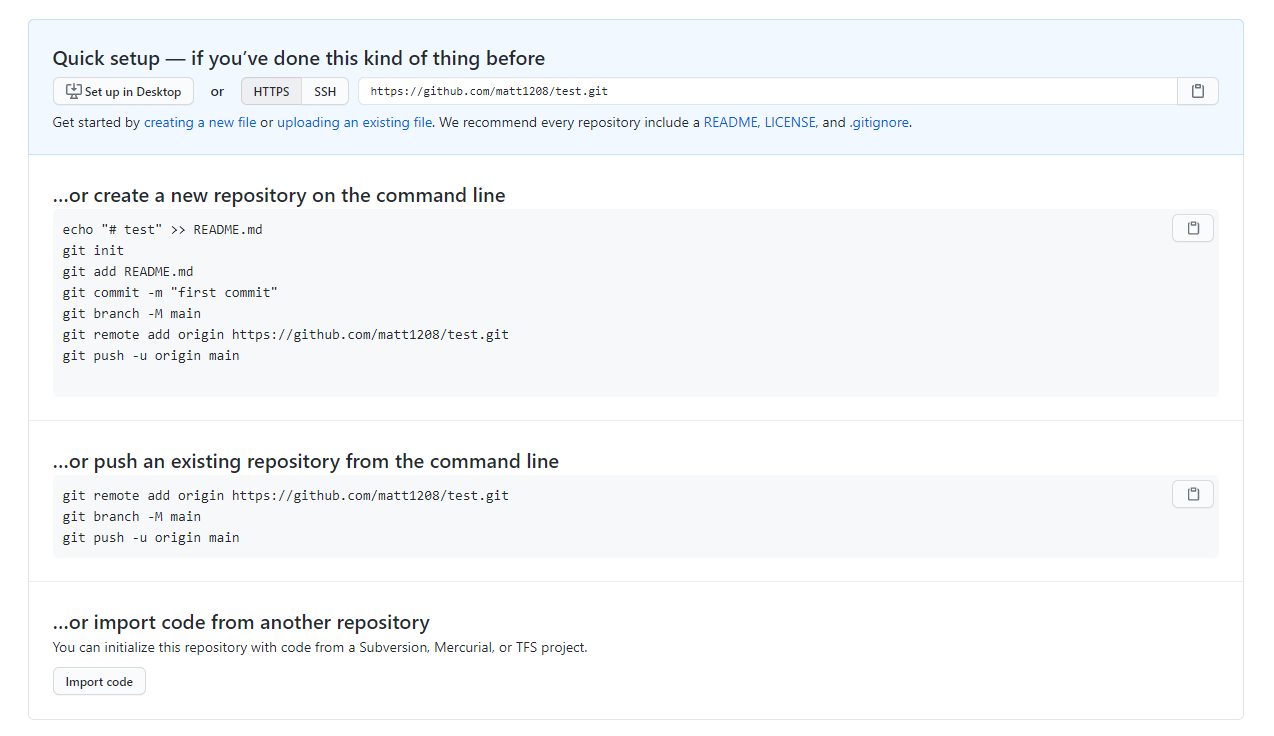 Quick setup — if you’ve done this kind of thing before
Set up in Desktop or HTTPS SSH https://github.com/matt1208/test.git
Get started by creating a new file or uploading an existing file. We recommend every repository include a README, LICENSE, and .gitignore.
…or create a new repository on the command line
echo "# test" >> README.md
git init
git add README.md
git commit -m "first commit"
git branch -M main
git remote add origin https://github.com/matt1208/test.git
git push -u origin main
…or push an existing repository from the command line
git remote add origin https://github.com/matt1208/test.git
git branch -M main
git push -u origin main
…or import code from another repository
You can initialize this repository with code from a Subversion, Mercurial, or TFS project.
Import code